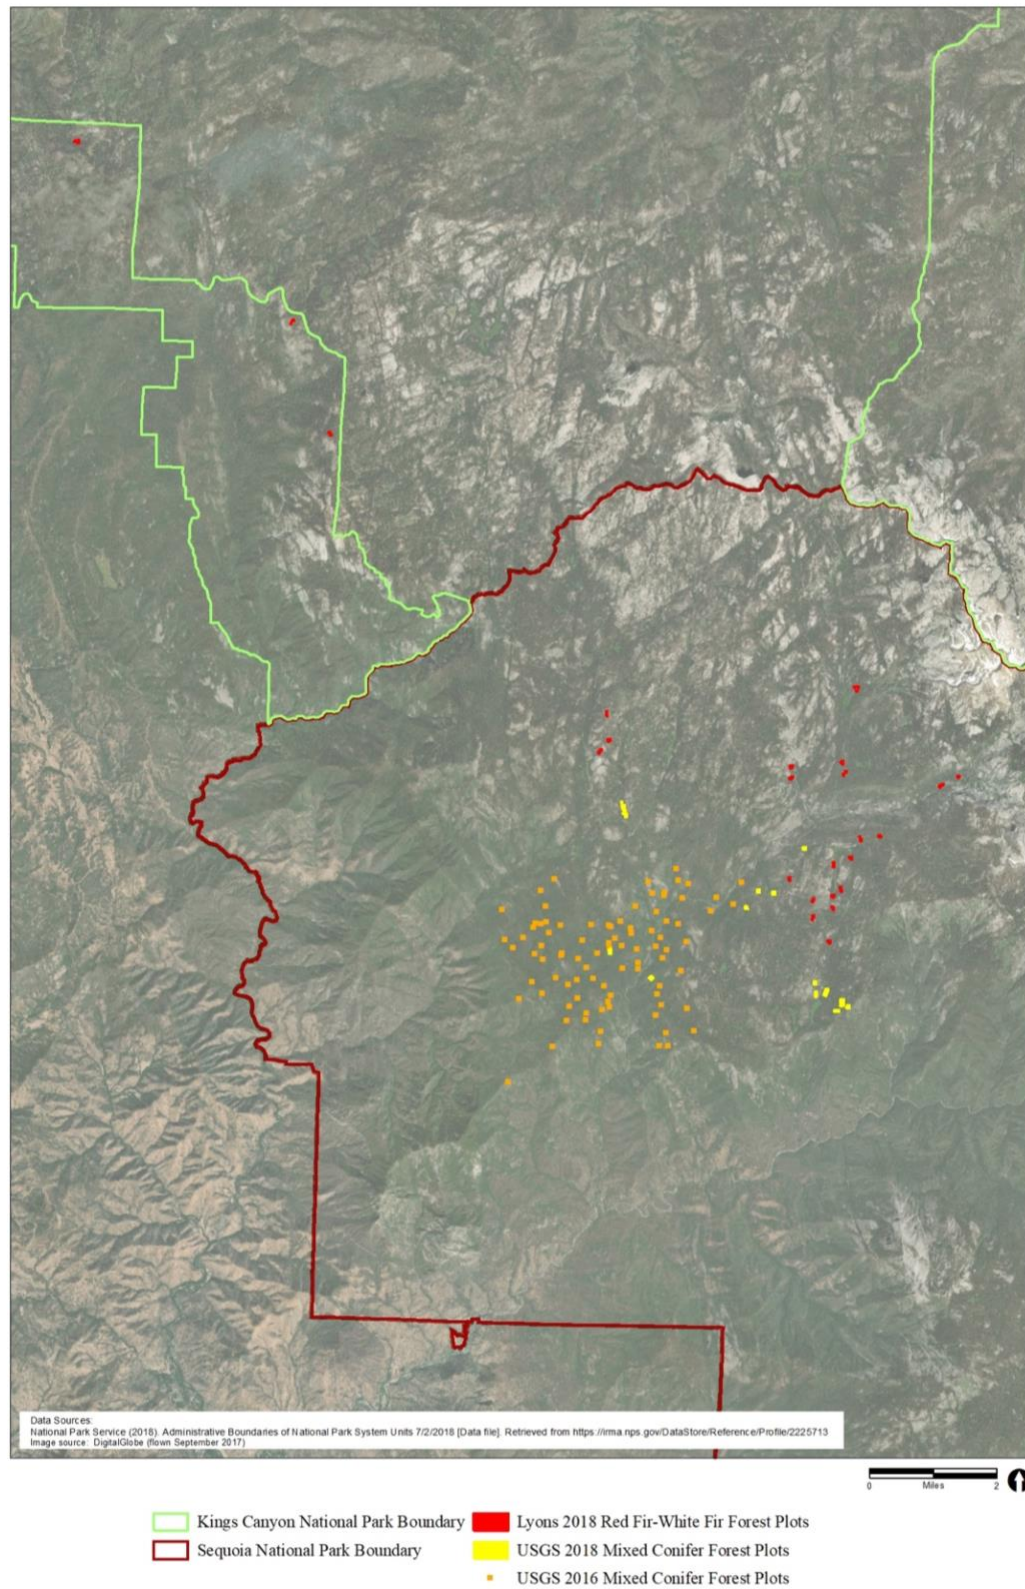 Data Sources:
National Park Service (2018). Administrative Boundaries of National Park System Units 7/2/2018 [Data file]. Retrieved from https://irma.nps.gov/DataStore/Reference/Profile/2225713
Image source: DigitalGlobe (flown September 2017)
0 Miles 2
Kings Canyon National Park Boundary
Sequoia National Park Boundary
Lyons 2018 Red Fir-White Fir Forest Plots
USGS 2018 Mixed Conifer Forest Plots
USGS 2016 Mixed Conifer Forest Plots